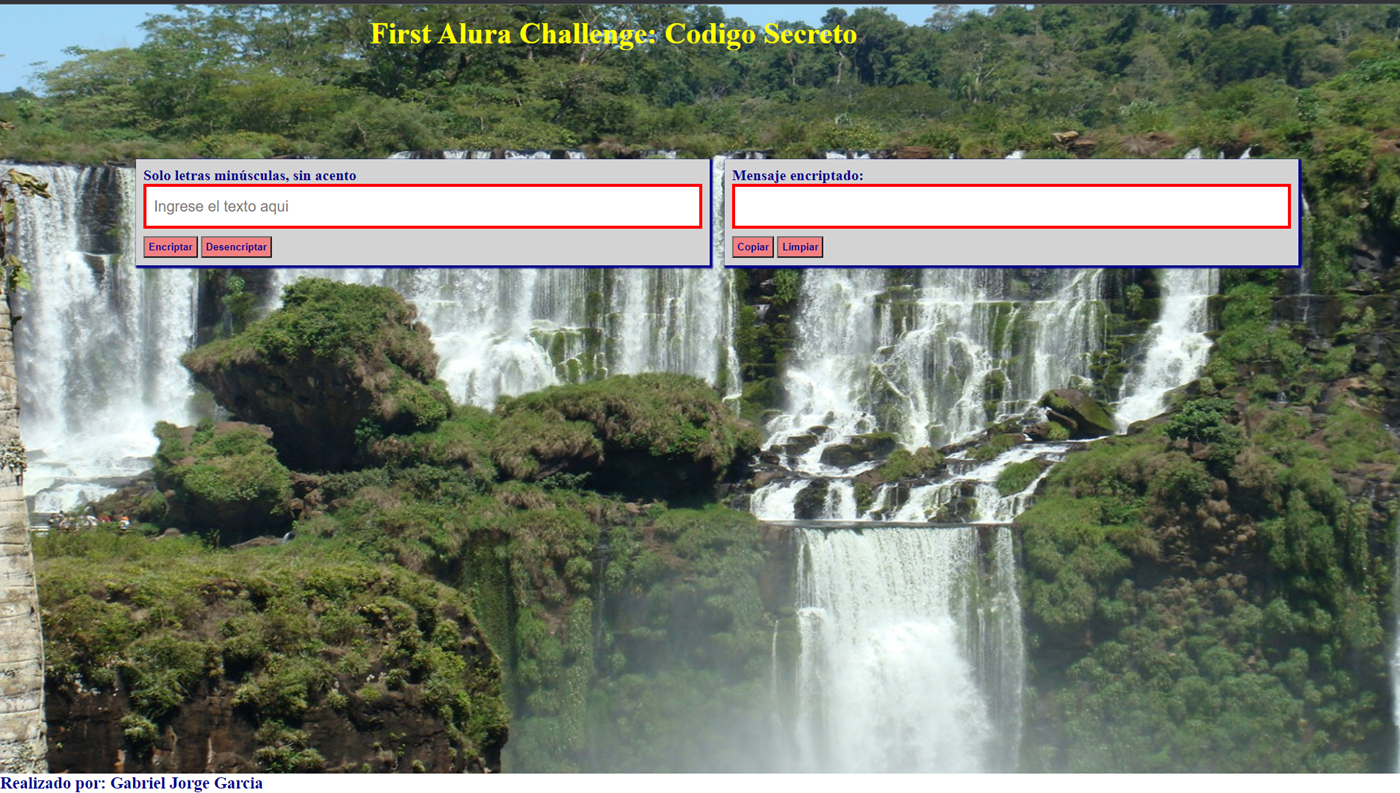 First Alura Challenge: Codigo Secreto
Solo letras minúsculas, sin acento
Ingrese el texto aqui
Encriptar Desencriptar
Mensaje encriptado:
Copiar Limpiar
Realizado por: Gabriel Jorge Garcia